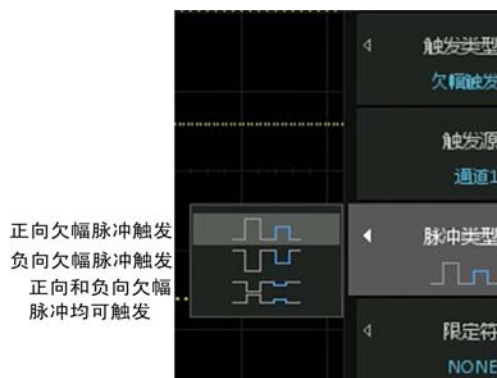 触发类型
欠幅触发
触发源
通道1
正向欠幅脉冲触发
负向欠幅脉冲触发
正向和负向欠幅
脉冲均可触发
脉冲类型
限定符
NONE